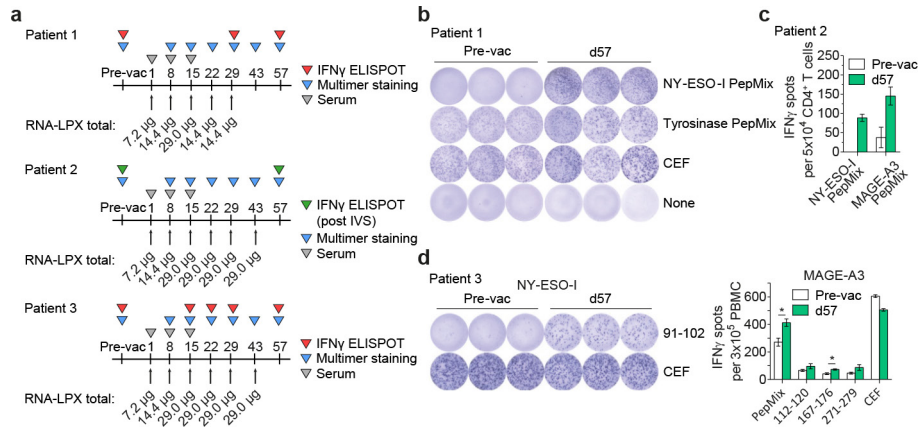 a
Patient 1
Pre-vac 1 8 15 22 29 43 57
IFNγ ELISPOT
Multimer staining
Serum
RNA-LPX total:
7.2 µg 14.4 µg 29.0 µg 14.4 µg 14.4 µg
Patient 2
Pre-vac 1 8 15 22 29 43 57
IFNγ ELISPOT
(post IVS)
Multimer staining
Serum
RNA-LPX total:
7.2 µg 14.4 µg 29.0 µg 29.0 µg 29.0 µg 29.0 µg
Patient 3
Pre-vac 1 8 15 22 29 43 57
IFNγ ELISPOT
Multimer staining
Serum
RNA-LPX total:
7.2 µg 14.4 µg 29.0 µg 29.0 µg 29.0 µg 29.0 µg
b
Patient 1
Pre-vac d57
NY-ESO-I PepMix
Tyrosinase PepMix
CEF
None
c
Patient 2
Pre-vac
d57
IFNγ spots
per 5x10⁴ CD4⁺ T cells
200
150
100
50
0
NY-ESO-I
PepMix
MAGE-A3
PepMix
d
Patient 3
NY-ESO-I
Pre-vac d57
91-102
CEF
MAGE-A3
Pre-vac
d57
IFNγ spots
per 3x10⁵ PBMC
600
400
200
0
*
*
PepMix
112-120
167-176
271-279
CEF